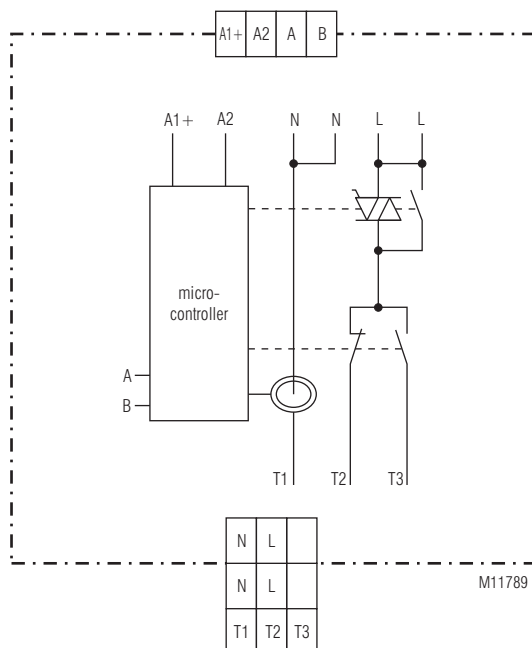 A1+ A2 A B
A1+ A2 N N L L
micro-
controller
A
B
T1 T2 T3
N L
N L
M11789
T1 T2 T3